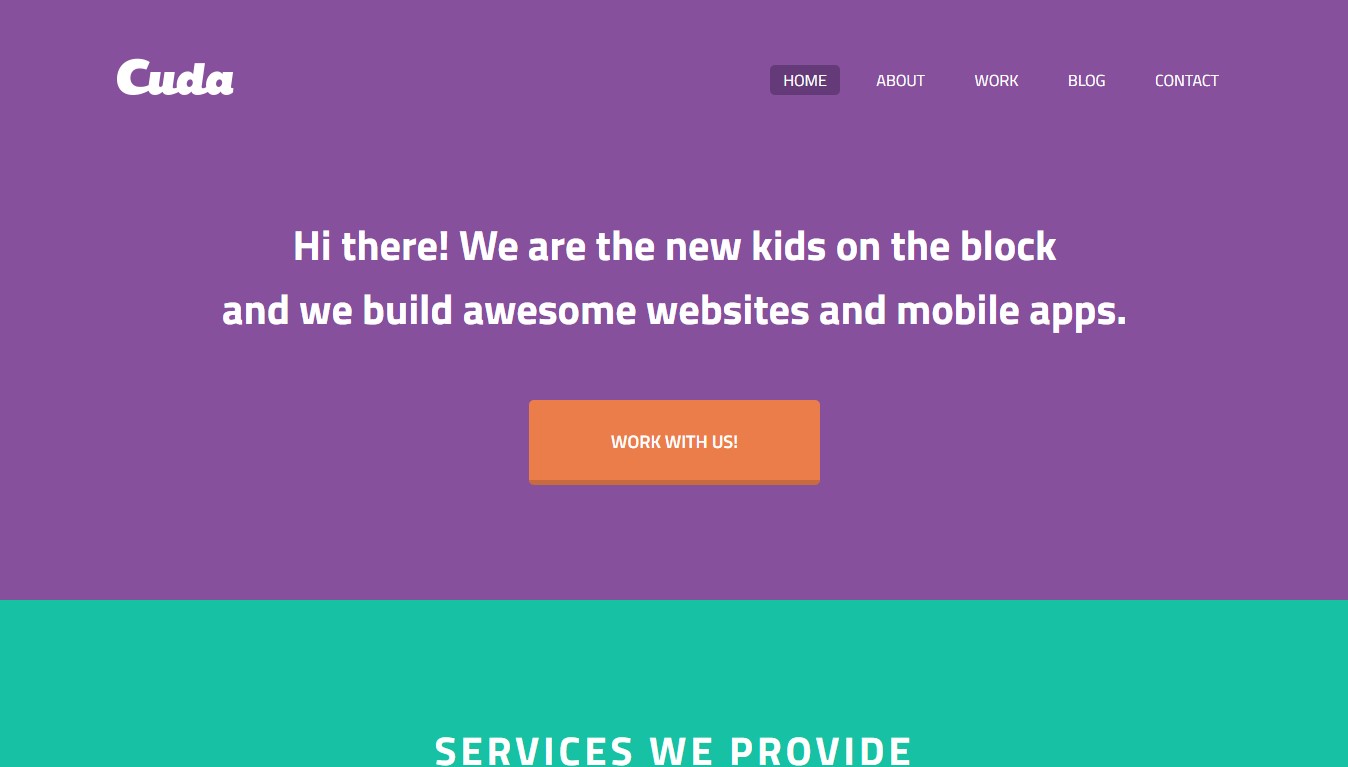 Cuda
HOME ABOUT WORK BLOG CONTACT
Hi there! We are the new kids on the block
and we build awesome websites and mobile apps.
WORK WITH US!
SERVICES WE PROVIDE